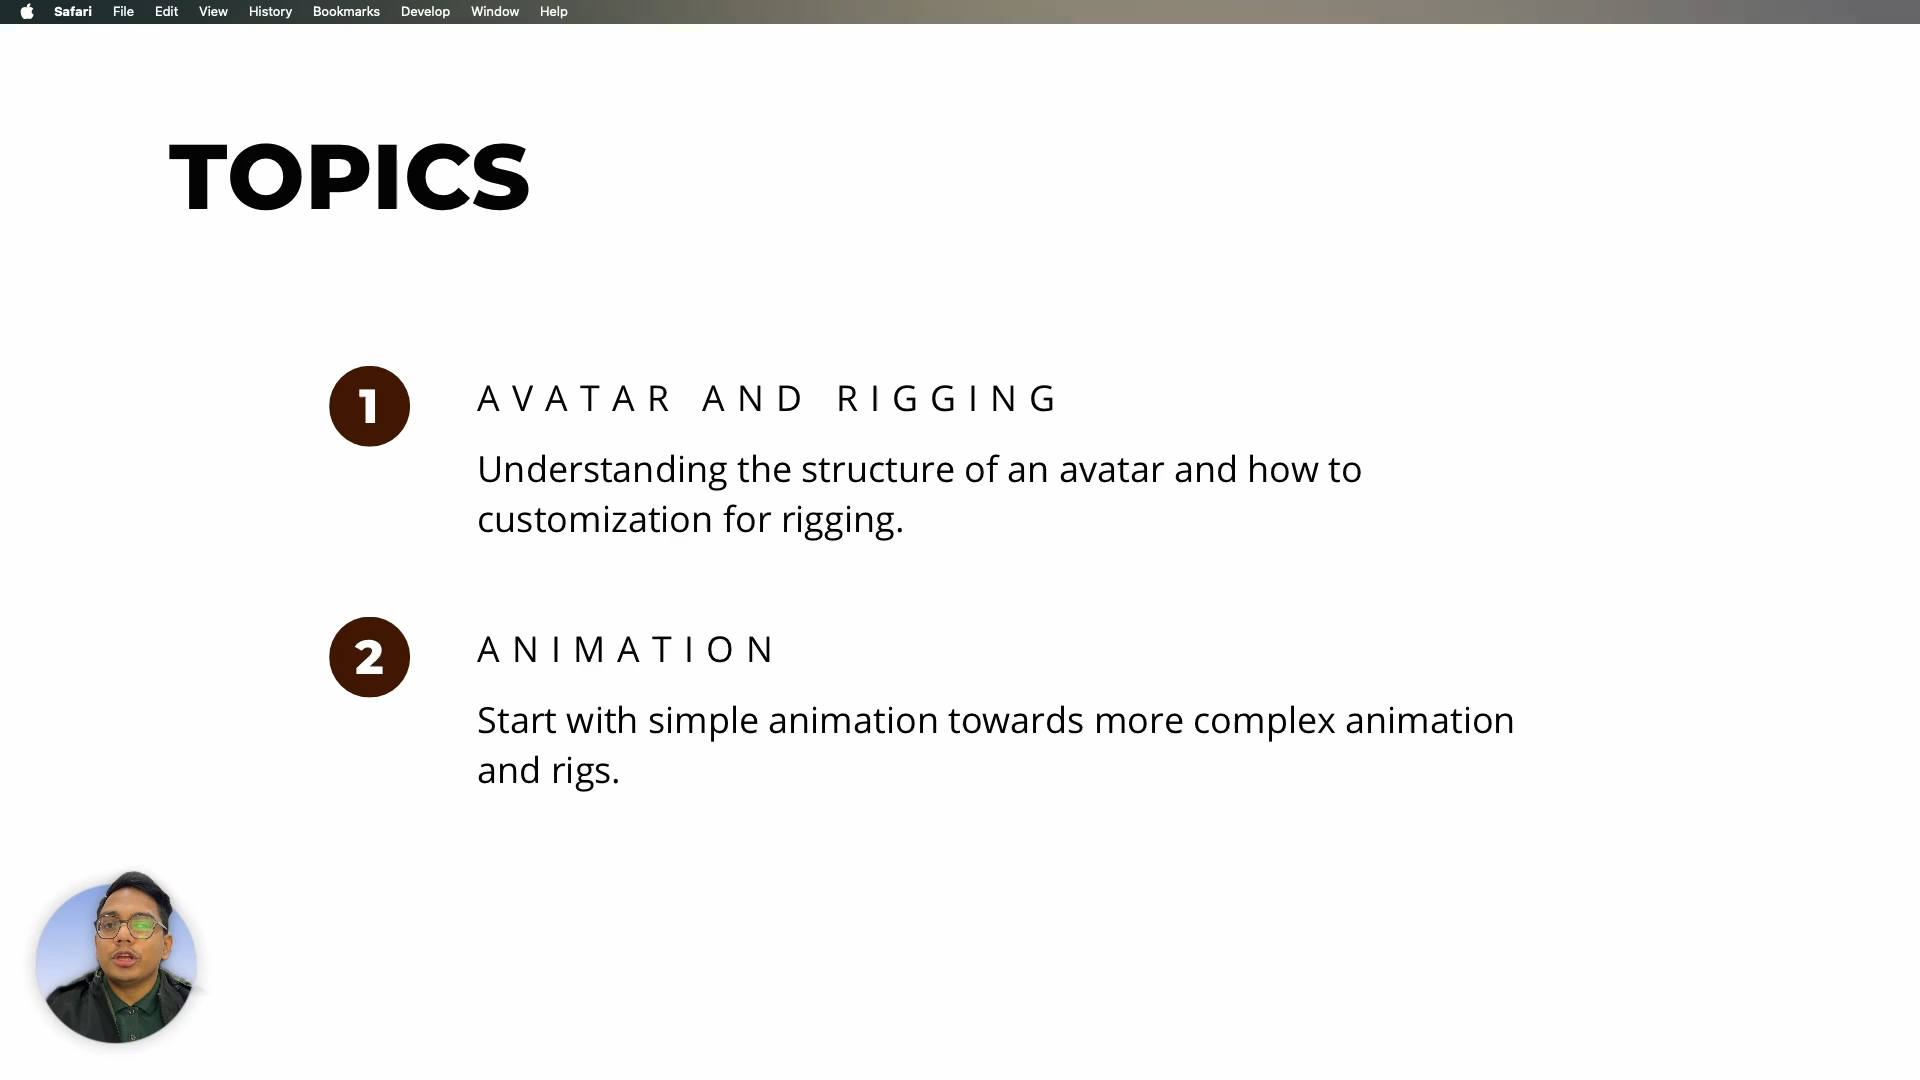 Safari File Edit View History Bookmarks Develop Window Help
TOPICS
1
AVATAR AND RIGGING
Understanding the structure of an avatar and how to
customization for rigging.
2
ANIMATION
Start with simple animation towards more complex animation
and rigs.